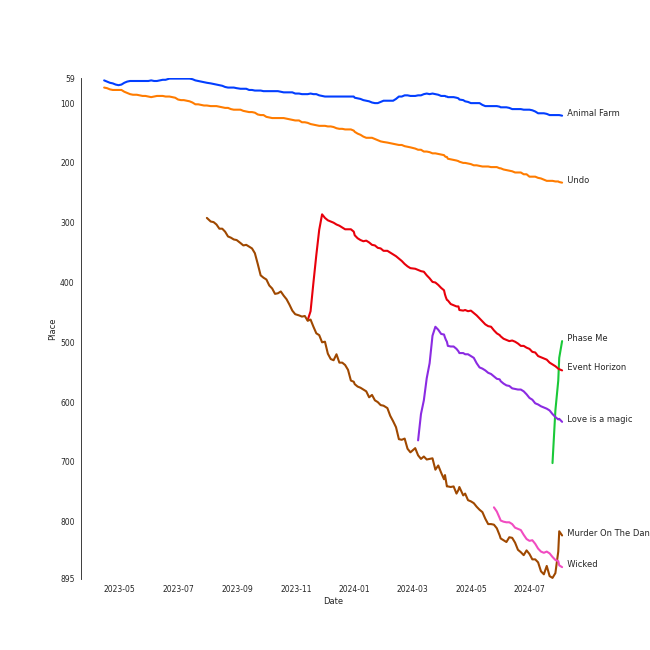 59
100
200
300
400
500
600
700
800
895
Place
Animal Farm
Undo
Phase Me
Event Horizon
Love is a magic
Murder On The Dan
Wicked
2023-05
2023-07
2023-09
2023-11
2024-01
2024-03
2024-05
2024-07
Date